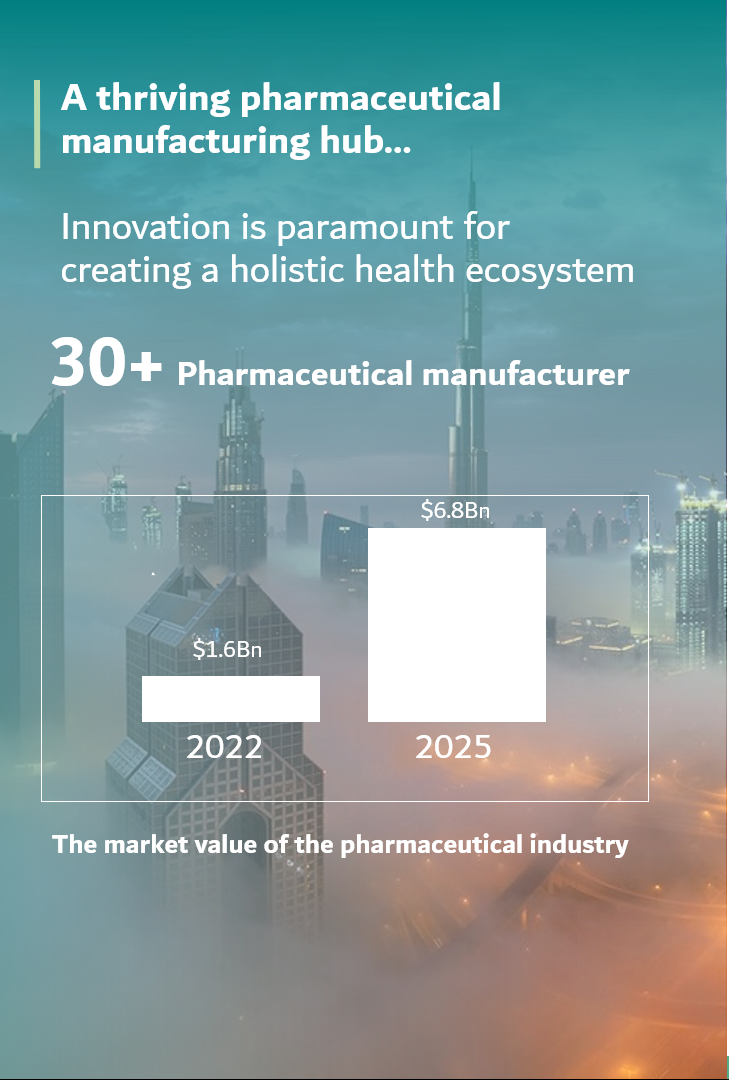 A thriving pharmaceutical
manufacturing hub...
Innovation is paramount for
creating a holistic health ecosystem
30+ Pharmaceutical manufacturer
$6.8Bn
$1.6Bn
2022 2025
The market value of the pharmaceutical industry